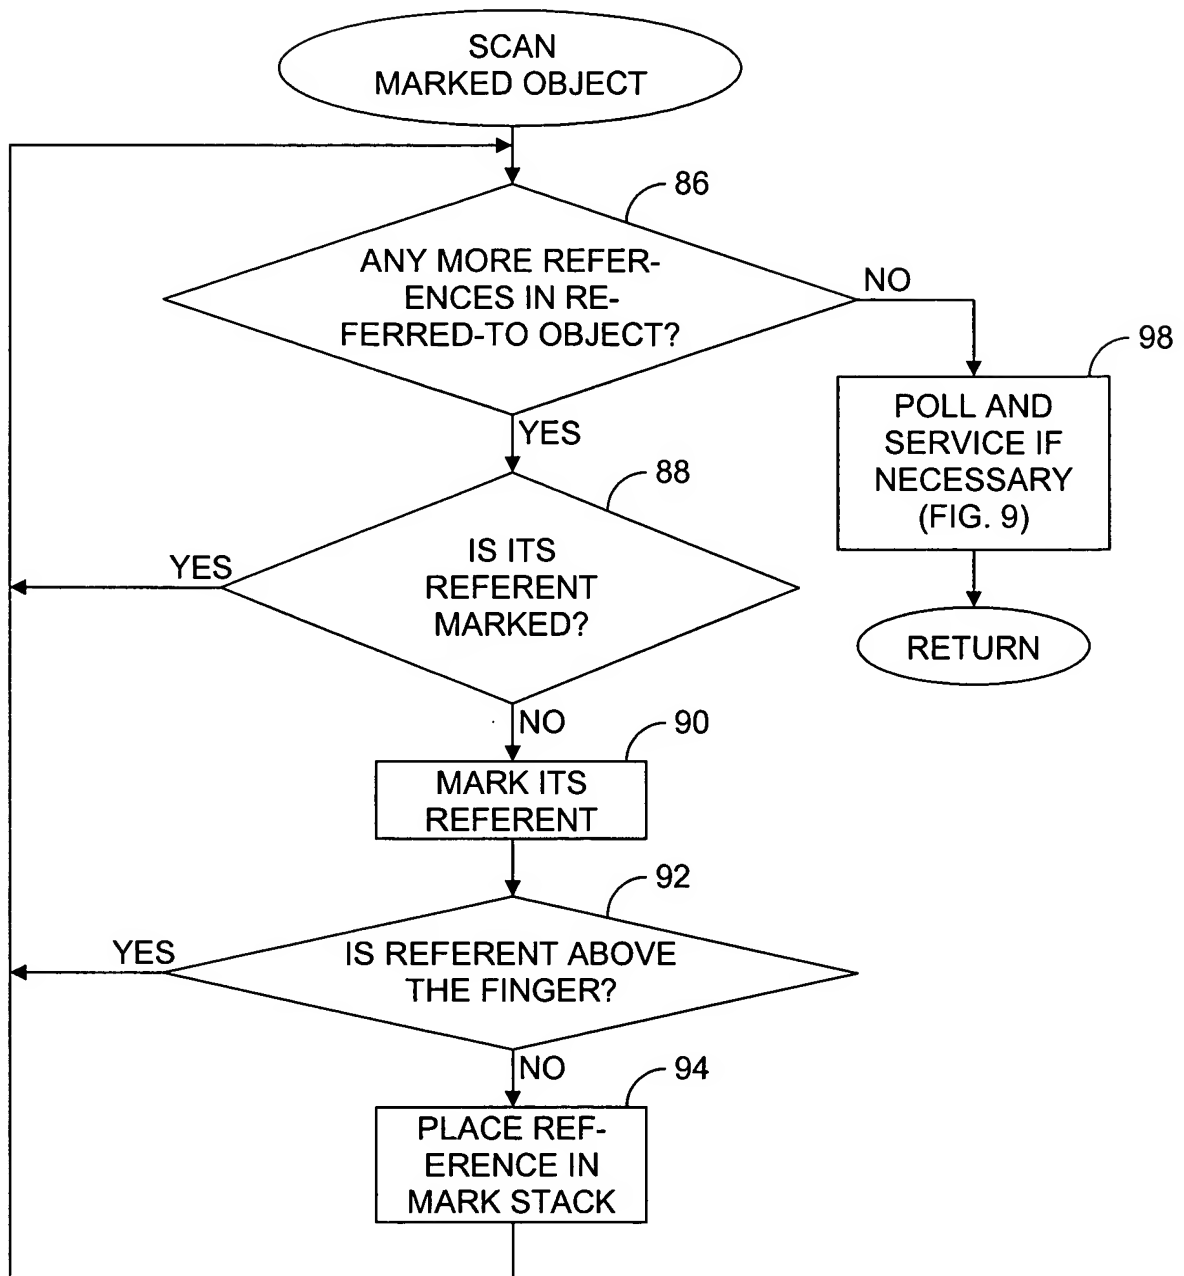 SCAN
MARKED OBJECT
86
ANY MORE REFER-
ENCES IN RE-
FERRED-TO OBJECT?
NO
98
POLL AND
SERVICE IF
NECESSARY
(FIG. 9)
YES
88
IS ITS
REFERENT
MARKED?
YES
RETURN
NO
90
MARK ITS
REFERENT
92
IS REFERENT ABOVE
THE FINGER?
YES
NO
94
PLACE REF-
ERENCE IN
MARK STACK